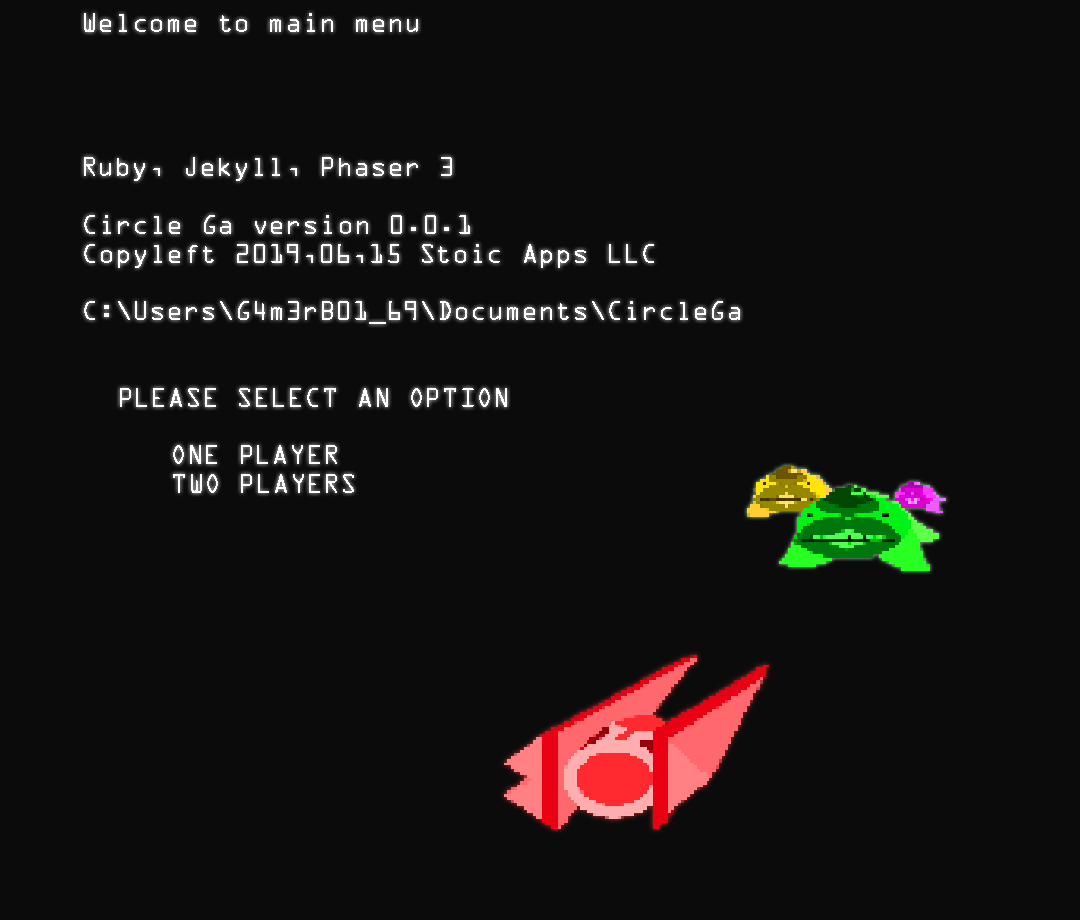 Welcome to main menu
Ruby, Jekyll, Phaser 3
Circle Ga version 0.0.1
Copyleft 2019,06,15 Stoic Apps LLC
C:\Users\G4m3rBO1_69\Documents\CircleGa
PLEASE SELECT AN OPTION
ONE PLAYER
TWO PLAYERS